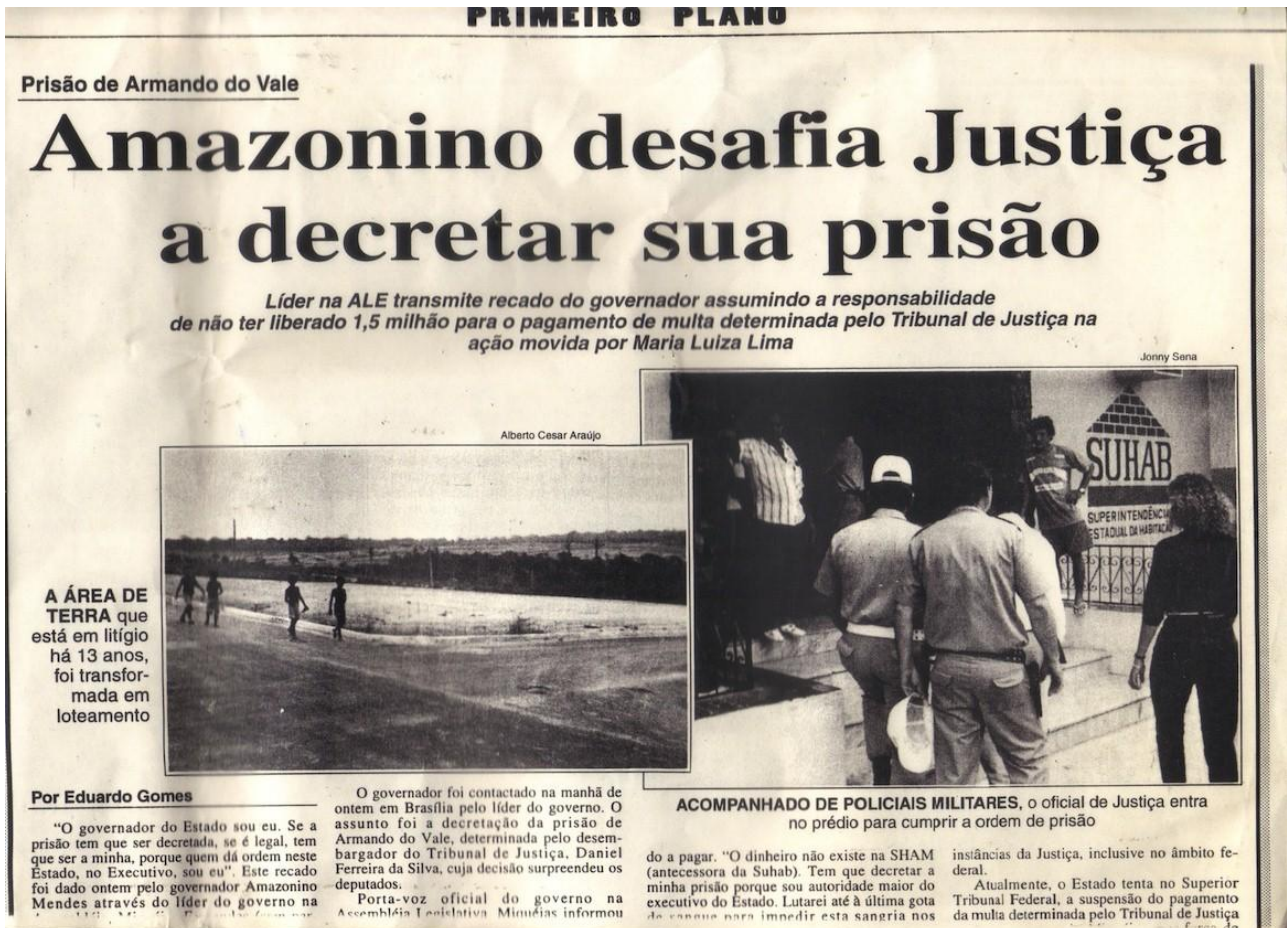 PRIMEIRO PLANO
Prisão de Armando do Vale
Amazonino desafia Justiça
a decretar sua prisão
Líder na ALE transmite recado do governador assumindo a responsabilidade
de não ter liberado 1,5 milhão para o pagamento de multa determinada pelo Tribunal de Justiça na
ação movida por Maria Luiza Lima
Jonny Sena
Alberto Cesar Araújo
SUHAB
SUPERINTENDÊNCIA
ESTADUAL DA HABITAÇÃO
A ÁREA DE
TERRA que
está em litígio
há 13 anos,
foi transfor-
mada em
loteamento
ACOMPANHADO DE POLICIAIS MILITARES, o oficial de Justiça entra
no prédio para cumprir a ordem de prisão
Por Eduardo Gomes
"O governador do Estado sou eu. Se a
prisão tem que ser decretada, se é legal, tem
que ser a minha, porque quem dá ordem neste
Estado, no Executivo, sou eu". Este recado
foi dado ontem pelo governador Amazonino
Mendes através do líder do governo na
O governador foi contactado na manhã de
ontem em Brasília pelo líder do governo. O
assunto foi a decretação da prisão de
Armando do Vale, determinada pelo desem-
bargador do Tribunal de Justiça, Daniel
Ferreira da Silva, cuja decisão surpreendeu os
deputados.
Porta-voz oficial do governo na
Assembléia Legislativa, Miquéias informou
do a pagar. "O dinheiro não existe na SHAM
(antecessora da Suhab). Tem que decretar a
minha prisão porque sou autoridade maior do
executivo do Estado. Lutarei até à última gota
de sangue para impedir esta sangria nos
instâncias da Justiça, inclusive no âmbito fe-
deral.
Atualmente, o Estado tenta no Superior
Tribunal Federal, a suspensão do pagamento
da multa determinada pelo Tribunal de Justiça